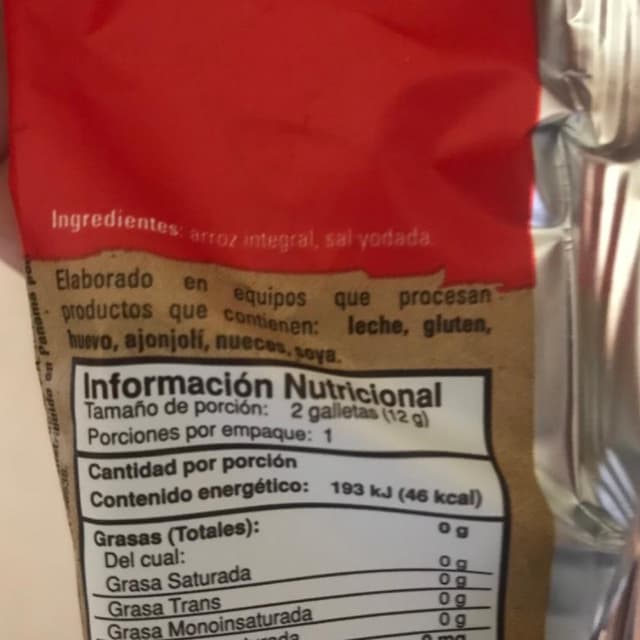 Ingredientes: arroz integral, sal yodada.
Elaborado en equipos que procesan
productos que contienen: leche, gluten,
huevo, ajonjolí, nueces, soya.
Información Nutricional
Tamaño de porción: 2 galletas (12 g)
Porciones por empaque: 1
Cantidad por porción
Contenido energético: 193 kJ (46 kcal)
Grasas (Totales): 0 g
Del cual:
Grasa Saturada 0 g
Grasa Trans 0 g
Grasa Monoinsaturada 0 g
0 mg